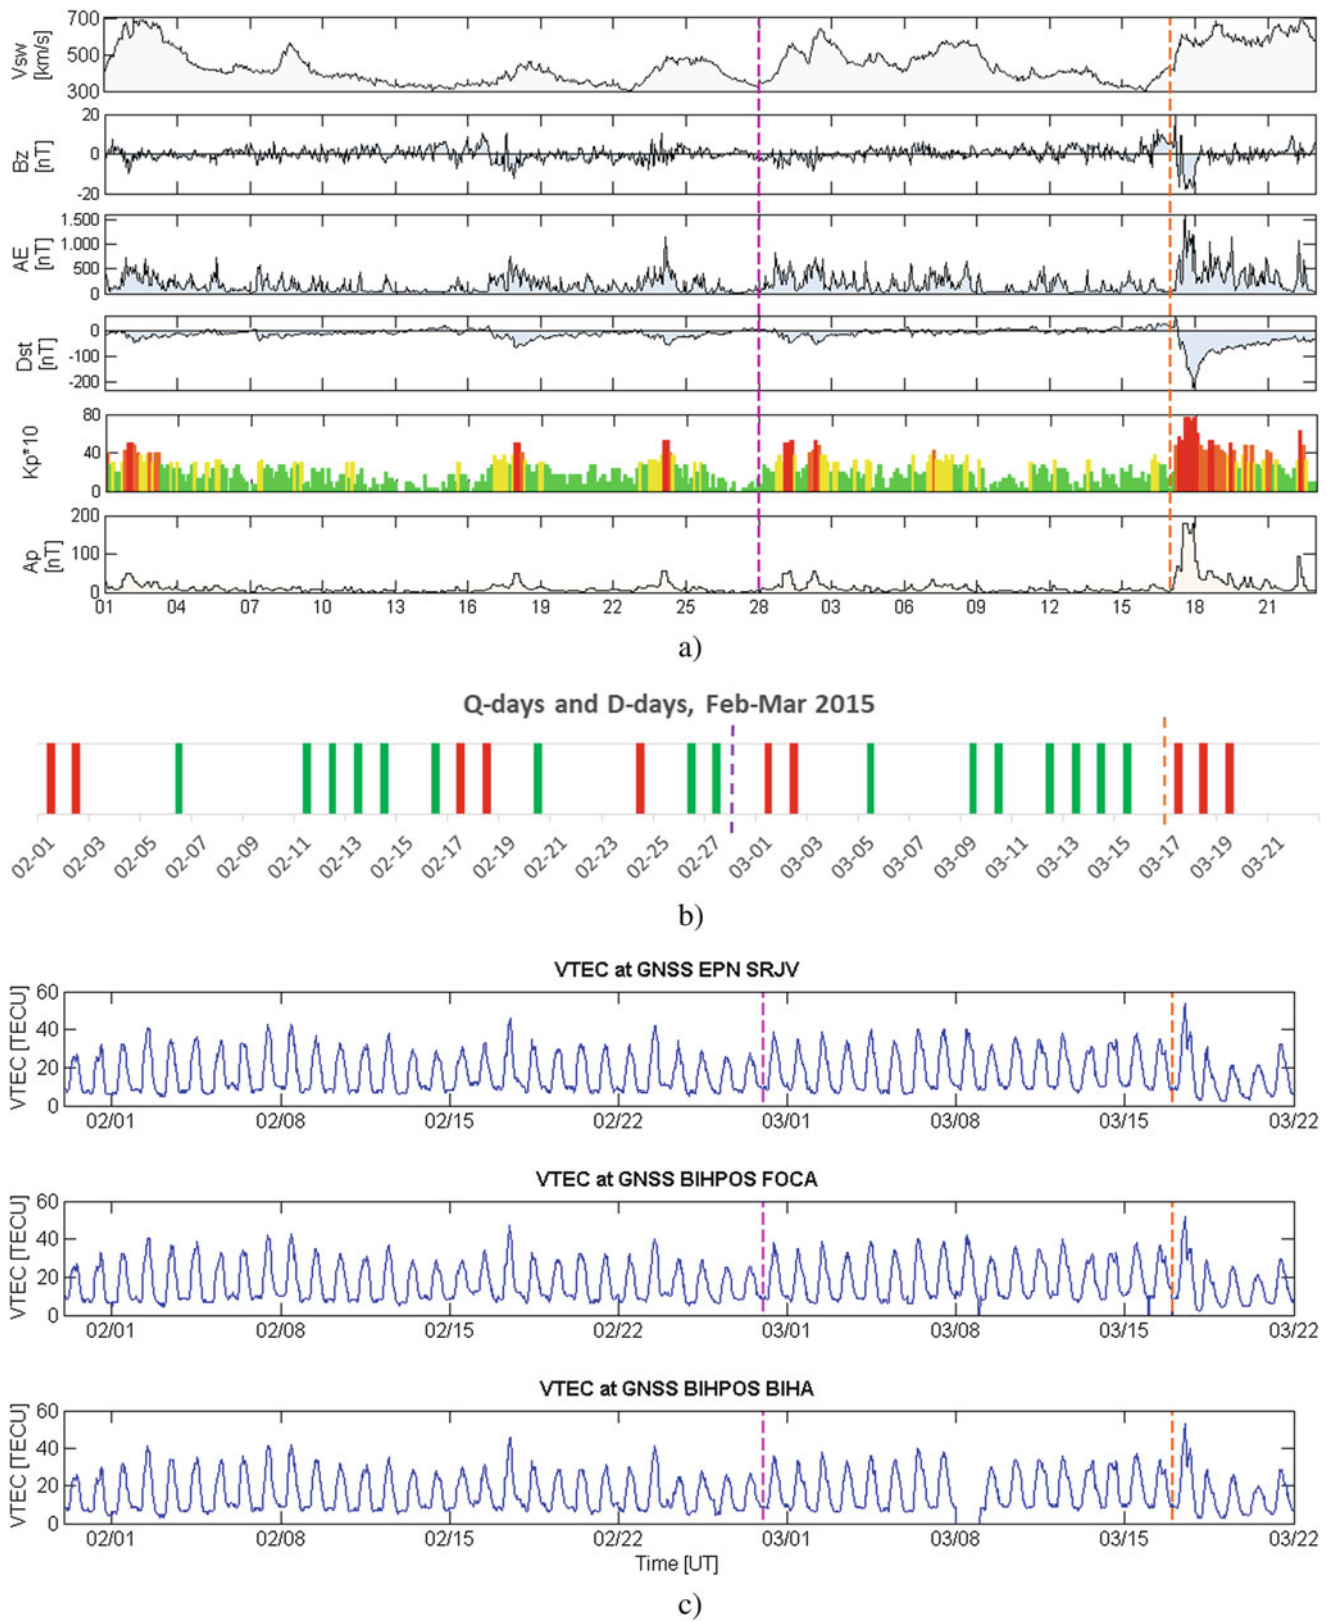 Vsw [km/s]
700
500
300
Bz [nT]
20
0
-20
AE [nT]
1.500
1.000
500
0
Dst [nT]
0
-100
-200
Kp*10
80
40
0
Ap [nT]
200
100
0
01 04 07 10 13 16 19 22 25 28 03 06 09 12 15 18 21
a)
Q-days and D-days, Feb-Mar 2015
02-01 02-03 02-05 02-07 02-09 02-11 02-13 02-15 02-17 02-19 02-21 02-23 02-25 02-27 03-01 03-03 03-05 03-07 03-09 03-11 03-13 03-15 03-17 03-19 03-21
b)
VTEC at GNSS EPN SRJV
VTEC [TECU]
60
40
20
0
02/01 02/08 02/15 02/22 03/01 03/08 03/15 03/22
VTEC at GNSS BIHPOS FOCA
VTEC [TECU]
60
40
20
0
02/01 02/08 02/15 02/22 03/01 03/08 03/15 03/22
VTEC at GNSS BIHPOS BIHA
VTEC [TECU]
60
40
20
0
02/01 02/08 02/15 02/22 03/01 03/08 03/15 03/22
Time [UT]
c)